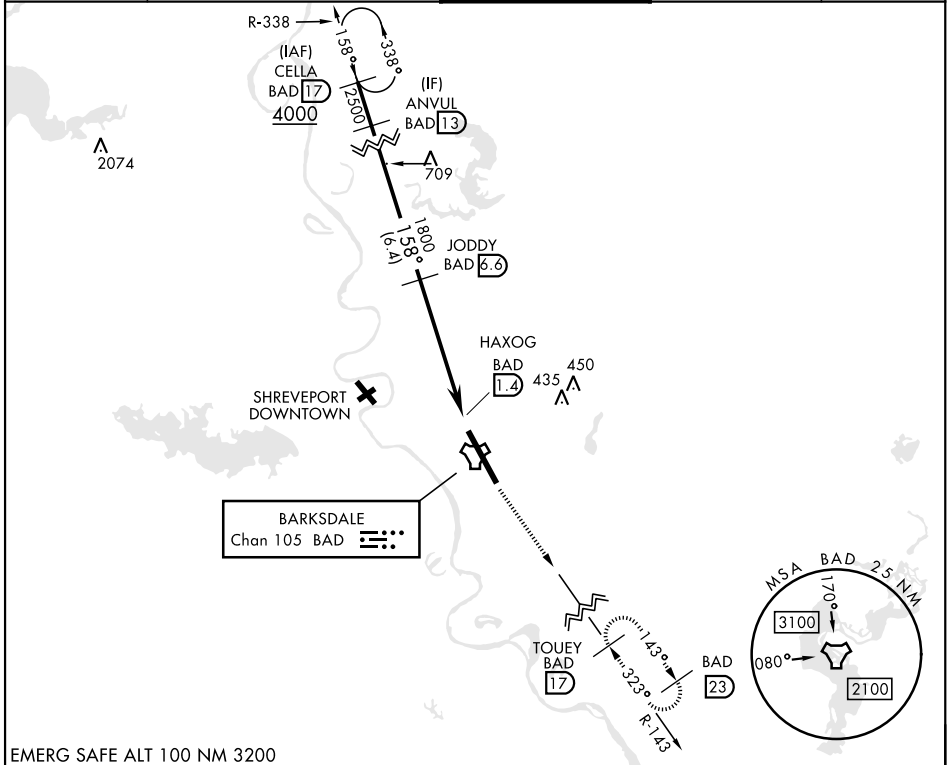 R-338
158°
338°
(IAF)
CELLA
BAD 17
4000
2500
(IF)
ANVUL
BAD 13
2074
709
1800
158°
(6.4)
JODDY
BAD 6.6
HAXOG
BAD
1.4
435
450
SHREVEPORT
DOWNTOWN
BARKSDALE
Chan 105 BAD
TOUEY
BAD
17
143°
323°
BAD
23
R-143
MSA BAD 25 NM
170°
3100
080°
2100
EMERG SAFE ALT 100 NM 3200